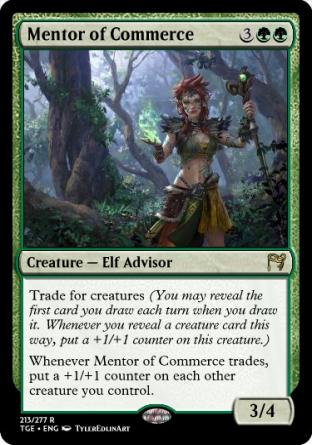 Mentor of Commerce 3
Creature — Elf Advisor
Trade for creatures (You may reveal the
first card you draw each turn when you draw
it. Whenever you reveal a creature card this
way, put a +1/+1 counter on this creature.)
Whenever Mentor of Commerce trades,
put a +1/+1 counter on each other
creature you control.
3/4
213/277 R
TGE • ENG TylerEdlinArt